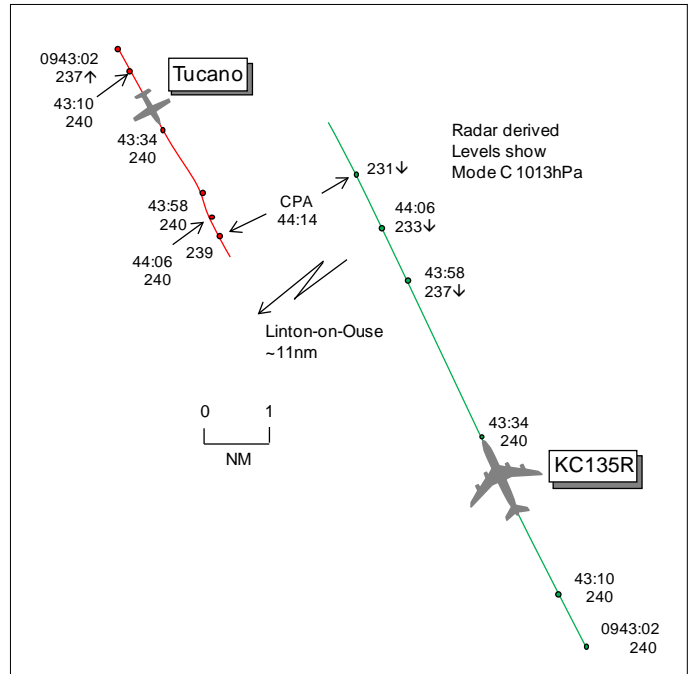 0943:02
237↑
43:10
240
Tucano
43:34
240
43:58
240
44:06
240
239
CPA
44:14
231↓
44:06
233↓
43:58
237↓
Radar derived
Levels show
Mode C 1013hPa
Linton-on-Ouse
~11nm
0 1
NM
43:34
240
KC135R
43:10
240
0943:02
240